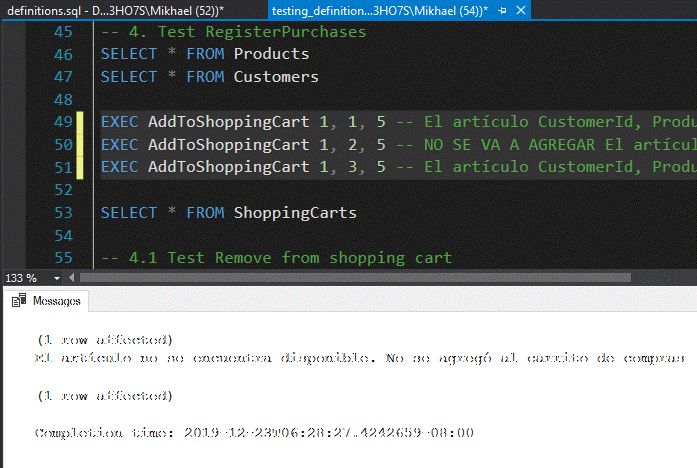 definitions.sql - D...3HO7S\Mikhael (52))*
testing_definition...3HO7S\Mikhael (54))*
45 -- 4. Test RegisterPurchases
46 SELECT * FROM Products
47 SELECT * FROM Customers
48
49 EXEC AddToShoppingCart 1, 1, 5 -- El artículo CustomerId, Produ
50 EXEC AddToShoppingCart 1, 2, 5 -- NO SE VA A AGREGAR El artícul
51 EXEC AddToShoppingCart 1, 3, 5 -- El artículo CustomerId, Produ
52
53 SELECT * FROM ShoppingCarts
54
55 -- 4.1 Test Remove from shopping cart
133 %
Messages
(1 row affected)
El artículo no se encuentra disponible. No se agregó al carrito de compras
(1 row affected)
Completion time: 2019-12-23T06:28:27.4242659-08:00